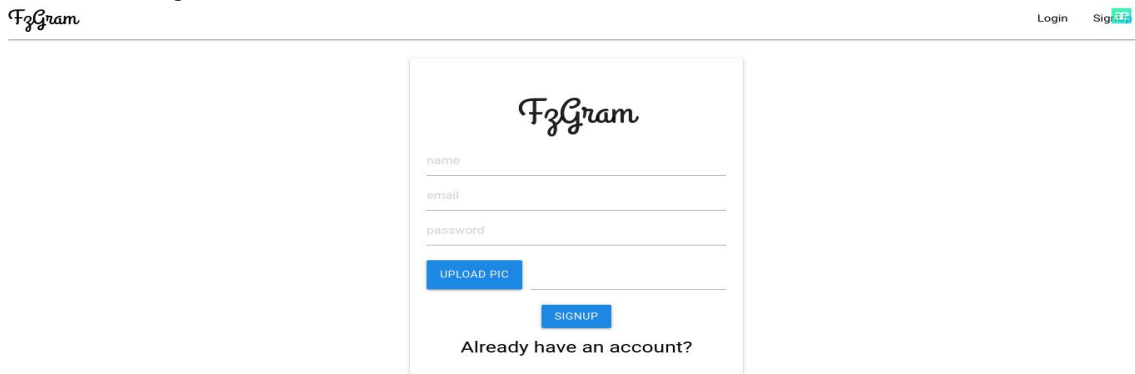 FzGram
Login
FzGram
name
email
password
UPLOAD PIC
SIGNUP
Already have an account?